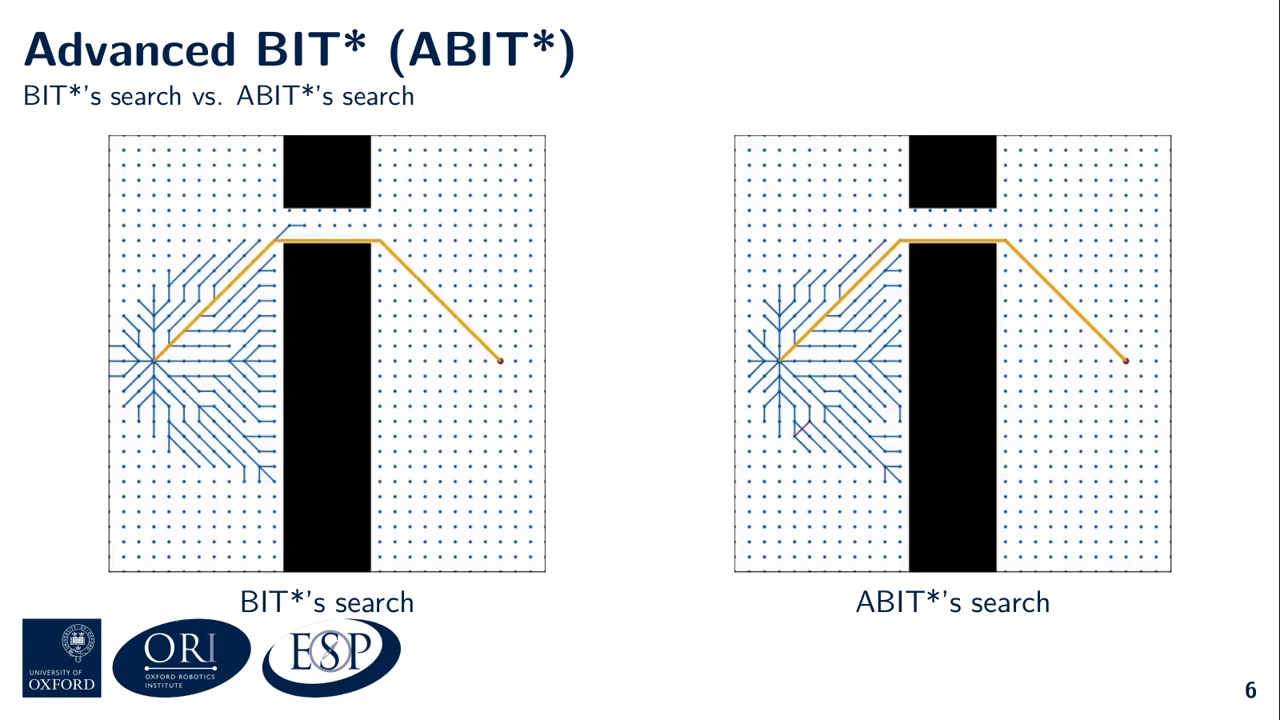 Advanced BIT* (ABIT*)
BIT*'s search vs. ABIT*'s search
BIT*'s search
ABIT*'s search
UNIVERSITY OF
OXFORD
ORI
OXFORD ROBOTICS
INSTITUTE
ESP
6